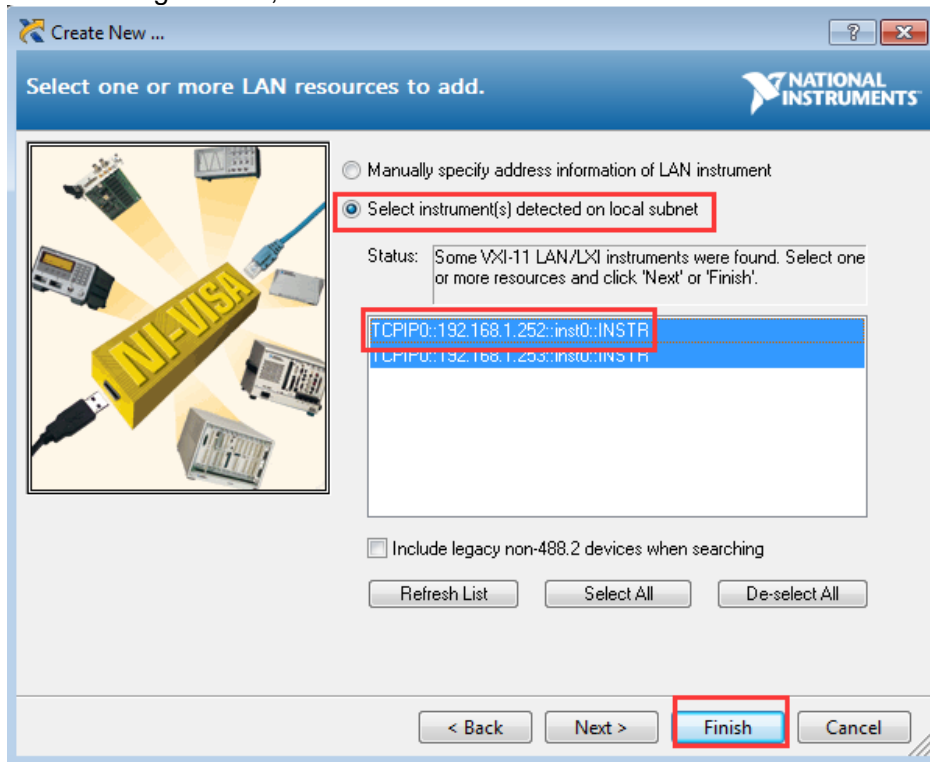 Create New ...
Select one or more LAN resources to add.
NATIONAL
INSTRUMENTS
Manually specify address information of LAN instrument
Select instrument(s) detected on local subnet
Status: Some VXI-11 LAN/LXI instruments were found. Select one
or more resources and click 'Next' or 'Finish'.
TCPIP0::192.168.1.252::inst0::INSTR
TCPIP0::192.168.1.253::inst0::INSTR
NI-VISA
Include legacy non-488.2 devices when searching
Refresh List Select All De-select All
< Back Next > Finish Cancel